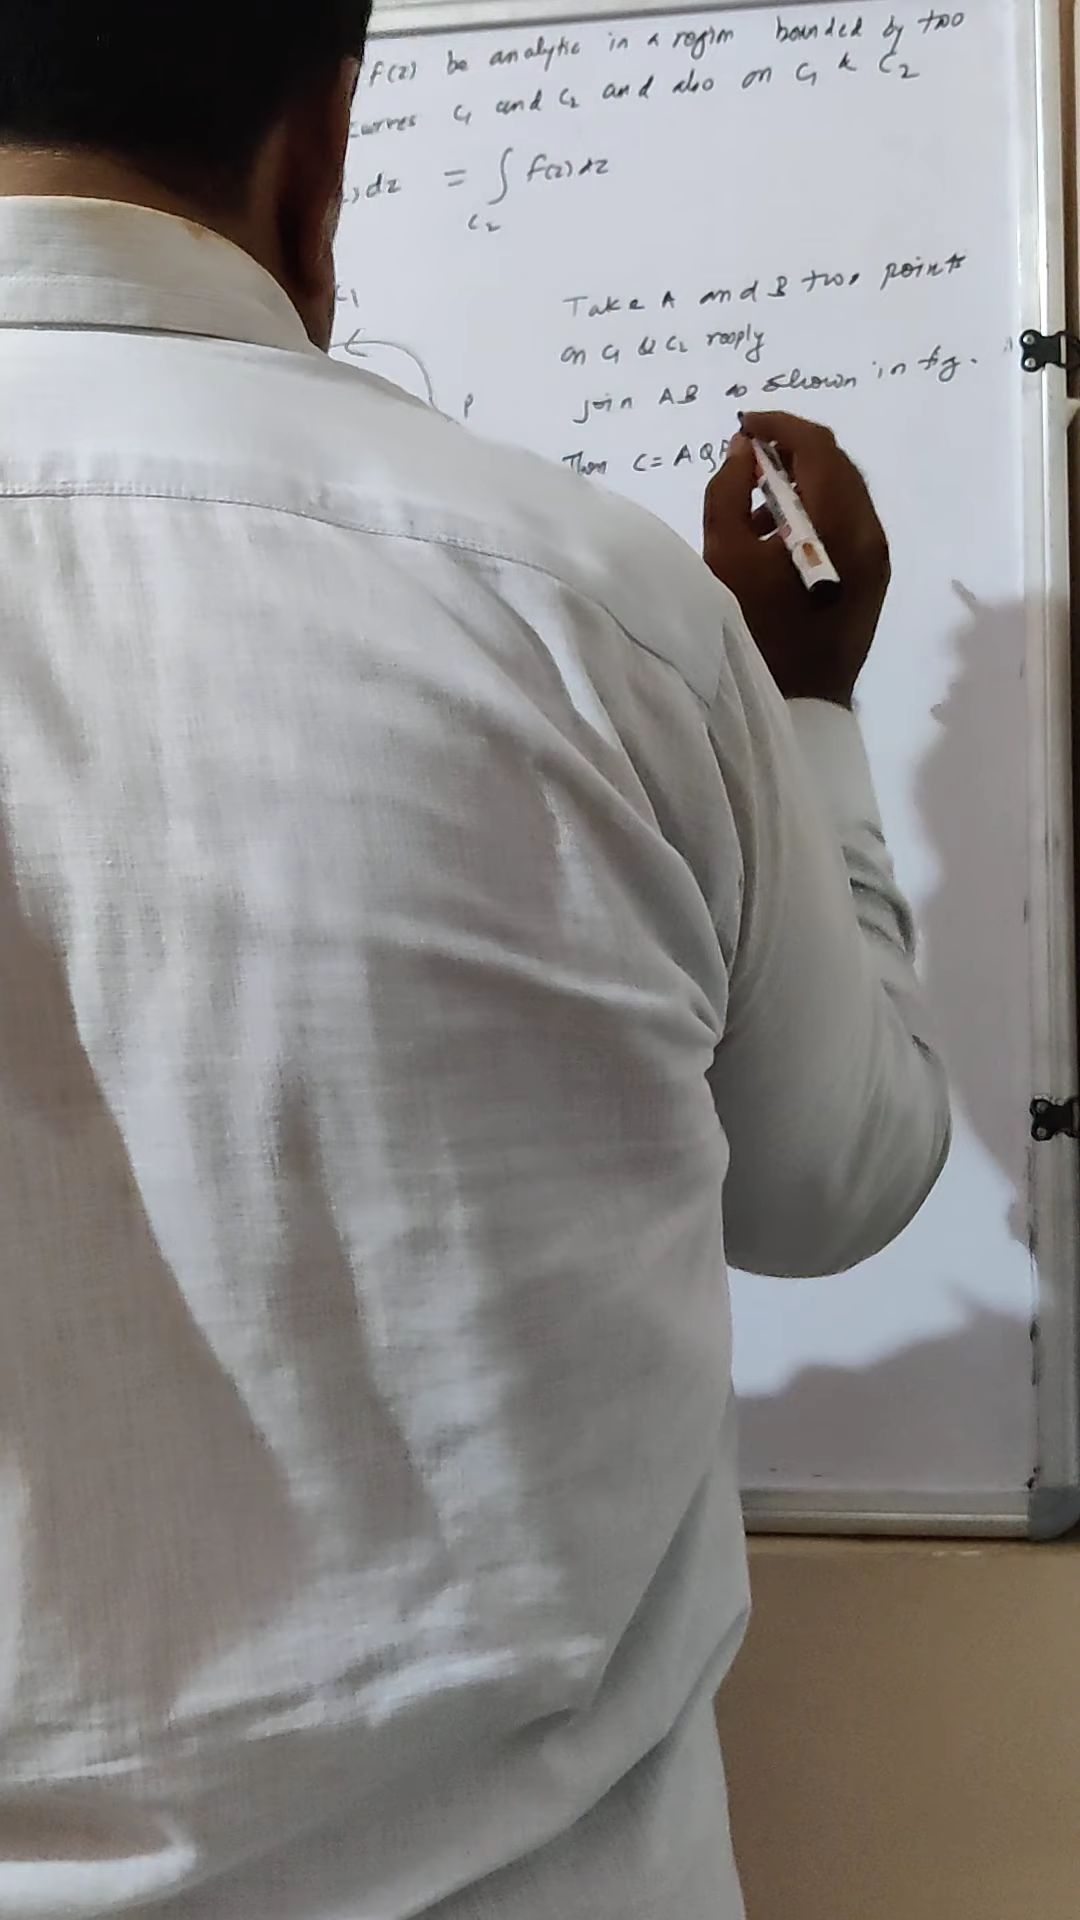 f(z) be analytic in a region bounded by two
curves C1 and C2 and also on C1 & C2
) dz = ∫ f(z) dz
C2
C1
P
Take A and B two points
on C1 & C2 resply
Join AB as shown in fig.
Then C = AQ